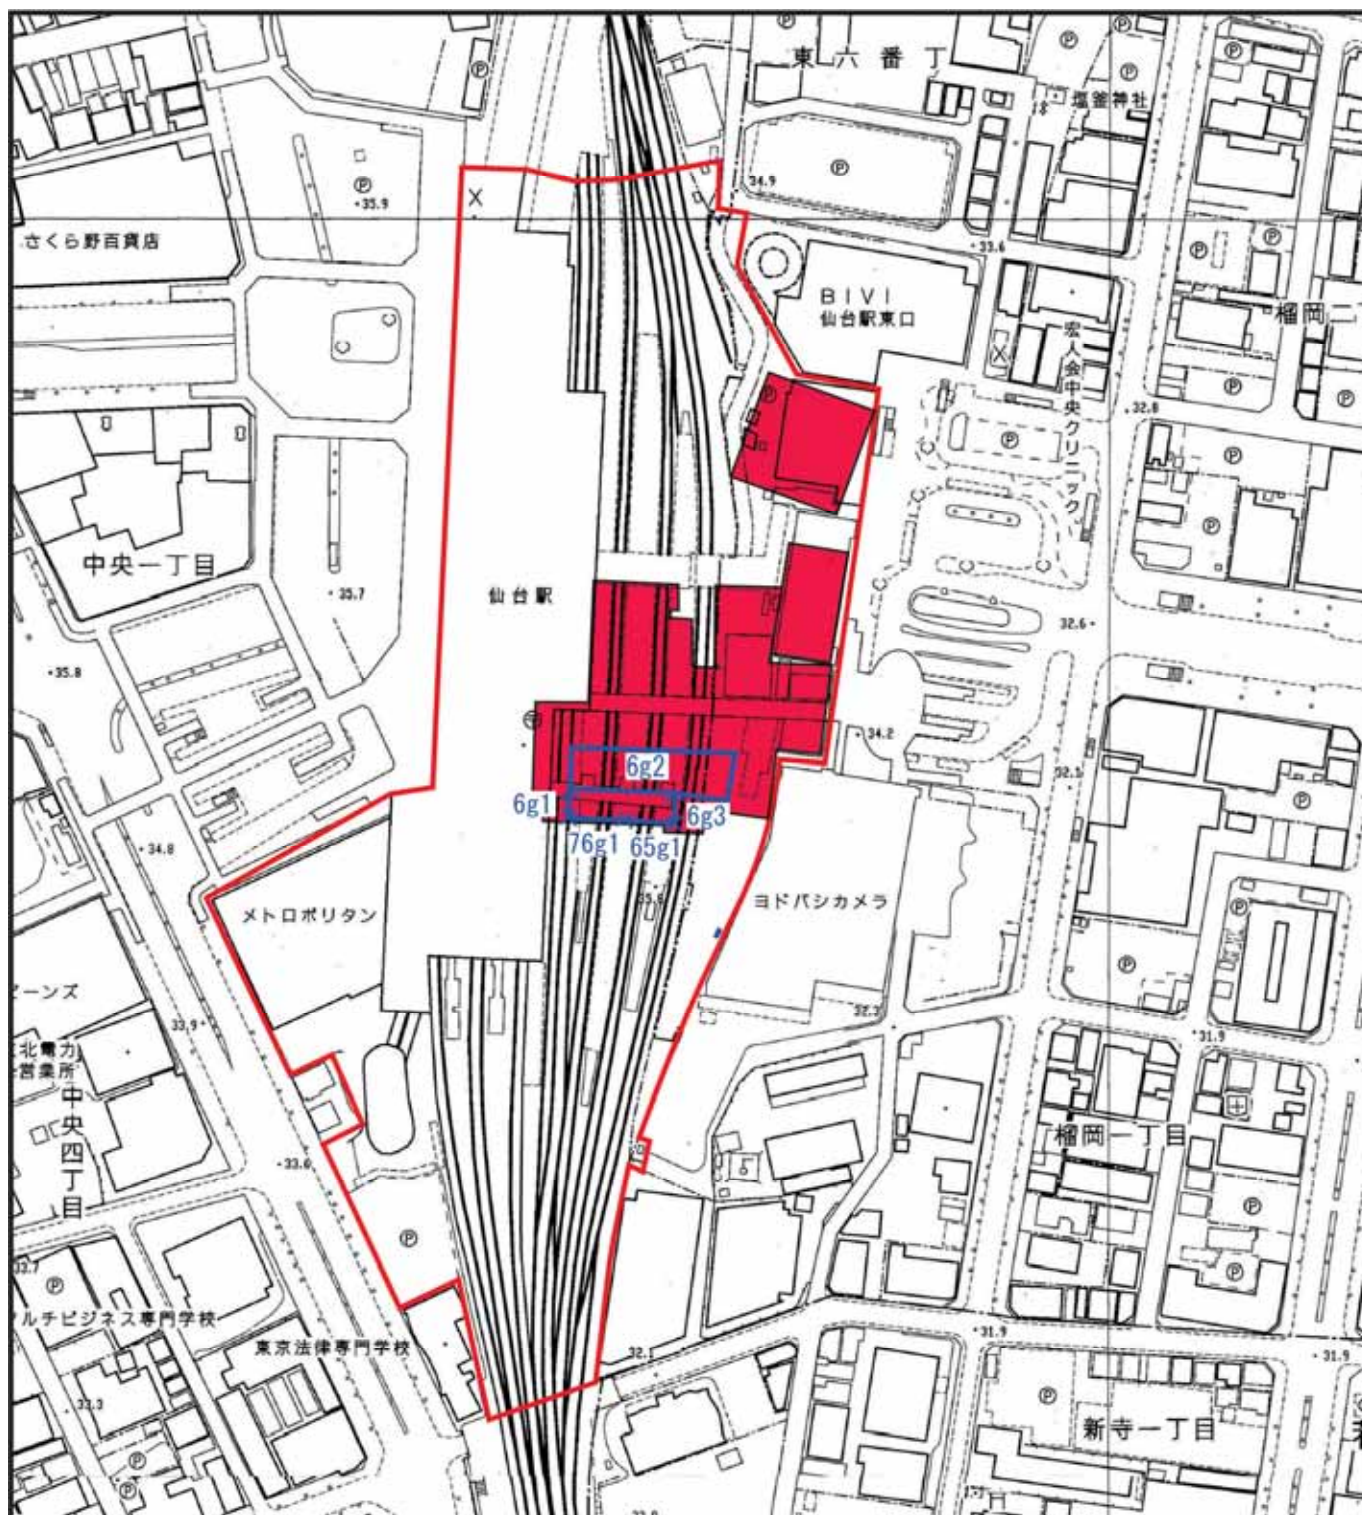 東六番丁
塩釜神社
34.9
35.9
さくら野百貨店
33.6
BIVI
仙台駅東口
榴岡二
宏人会中央クリニック
32.8
中央一丁目
35.7
仙台駅
32.6
35.8
34.2
32.1
6g2
6g1
6g3
76g1
65g1
34.8
35.8
メトロポリタン
ヨドバシカメラ
ビーンズ
32.3
33.9
31.9
北電力
営業所
中央四丁目
榴岡一丁目
33.6
33.7
ルチビジネス専門学校
東京法律専門学校
31.9
32.1
31.9
33.3
新寺一丁目